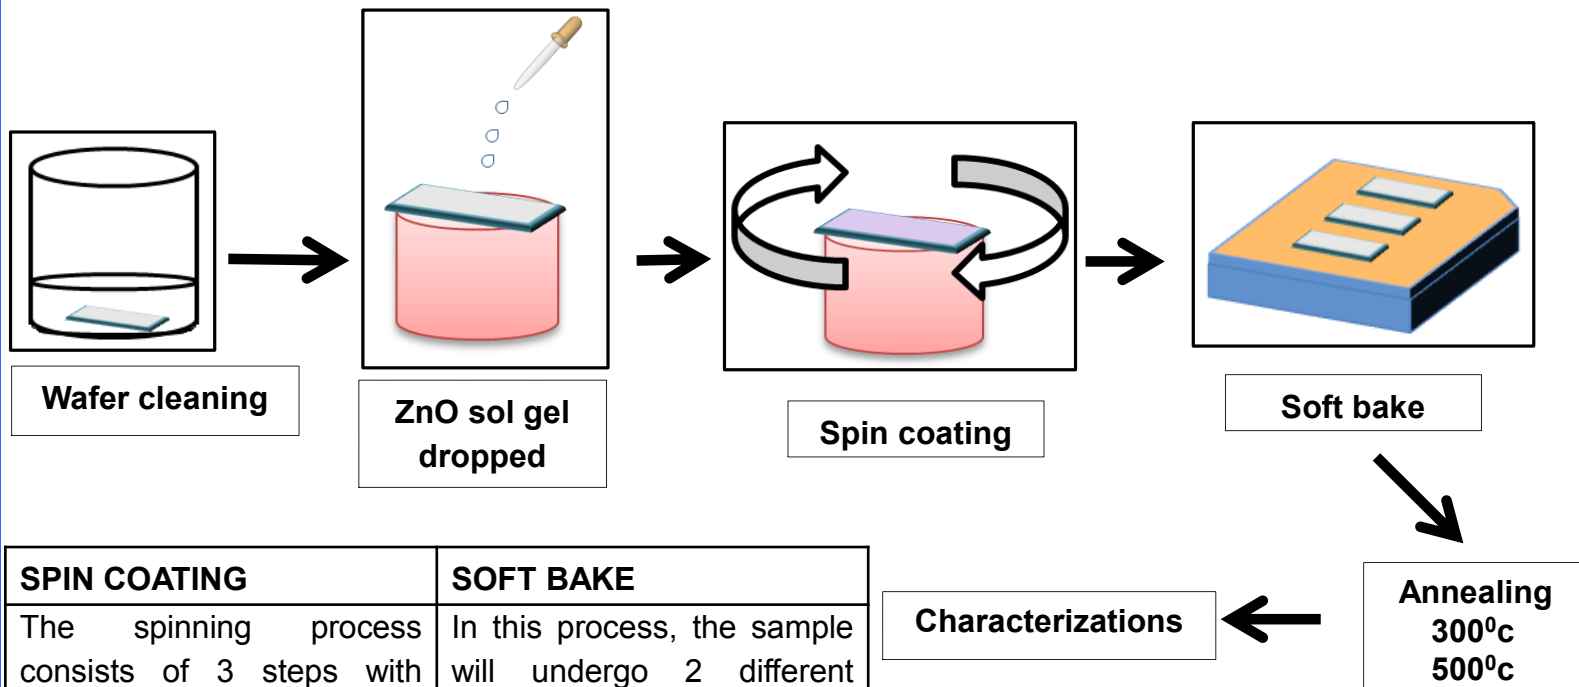 Wafer cleaning
ZnO sol gel
dropped
Spin coating
Soft bake
SPIN COATING
The spinning process
consists of 3 steps with
SOFT BAKE
In this process, the sample
will undergo 2 different
Characterizations
Annealing
300⁰c
500⁰c